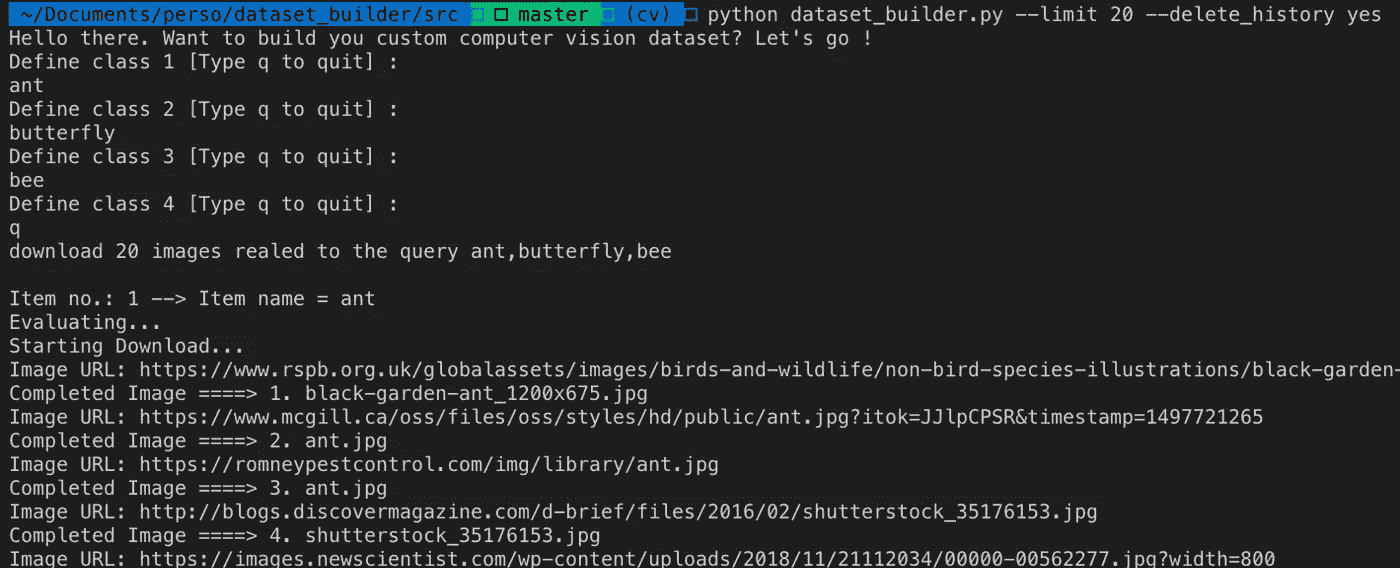 ~/Documents/perso/dataset_builder/src master (cv) python dataset_builder.py --limit 20 --delete_history yes
Hello there. Want to build you custom computer vision dataset? Let's go !
Define class 1 [Type q to quit] :
ant
Define class 2 [Type q to quit] :
butterfly
Define class 3 [Type q to quit] :
bee
Define class 4 [Type q to quit] :
q
download 20 images realed to the query ant,butterfly,bee
Item no.: 1 --> Item name = ant
Evaluating...
Starting Download...
Image URL: https://www.rspb.org.uk/globalassets/images/birds-and-wildlife/non-bird-species-illustrations/black-garden-
Completed Image ====> 1. black-garden-ant_1200x675.jpg
Image URL: https://www.mcgill.ca/oss/files/oss/styles/hd/public/ant.jpg?itok=JJlpCPSR&timestamp=1497721265
Completed Image ====> 2. ant.jpg
Image URL: https://romneypestcontrol.com/img/library/ant.jpg
Completed Image ====> 3. ant.jpg
Image URL: http://blogs.discovermagazine.com/d-brief/files/2016/02/shutterstock_35176153.jpg
Completed Image ====> 4. shutterstock_35176153.jpg
Image URL: https://images.newscientist.com/wp-content/uploads/2018/11/21112034/00000-00562277.jpg?width=800